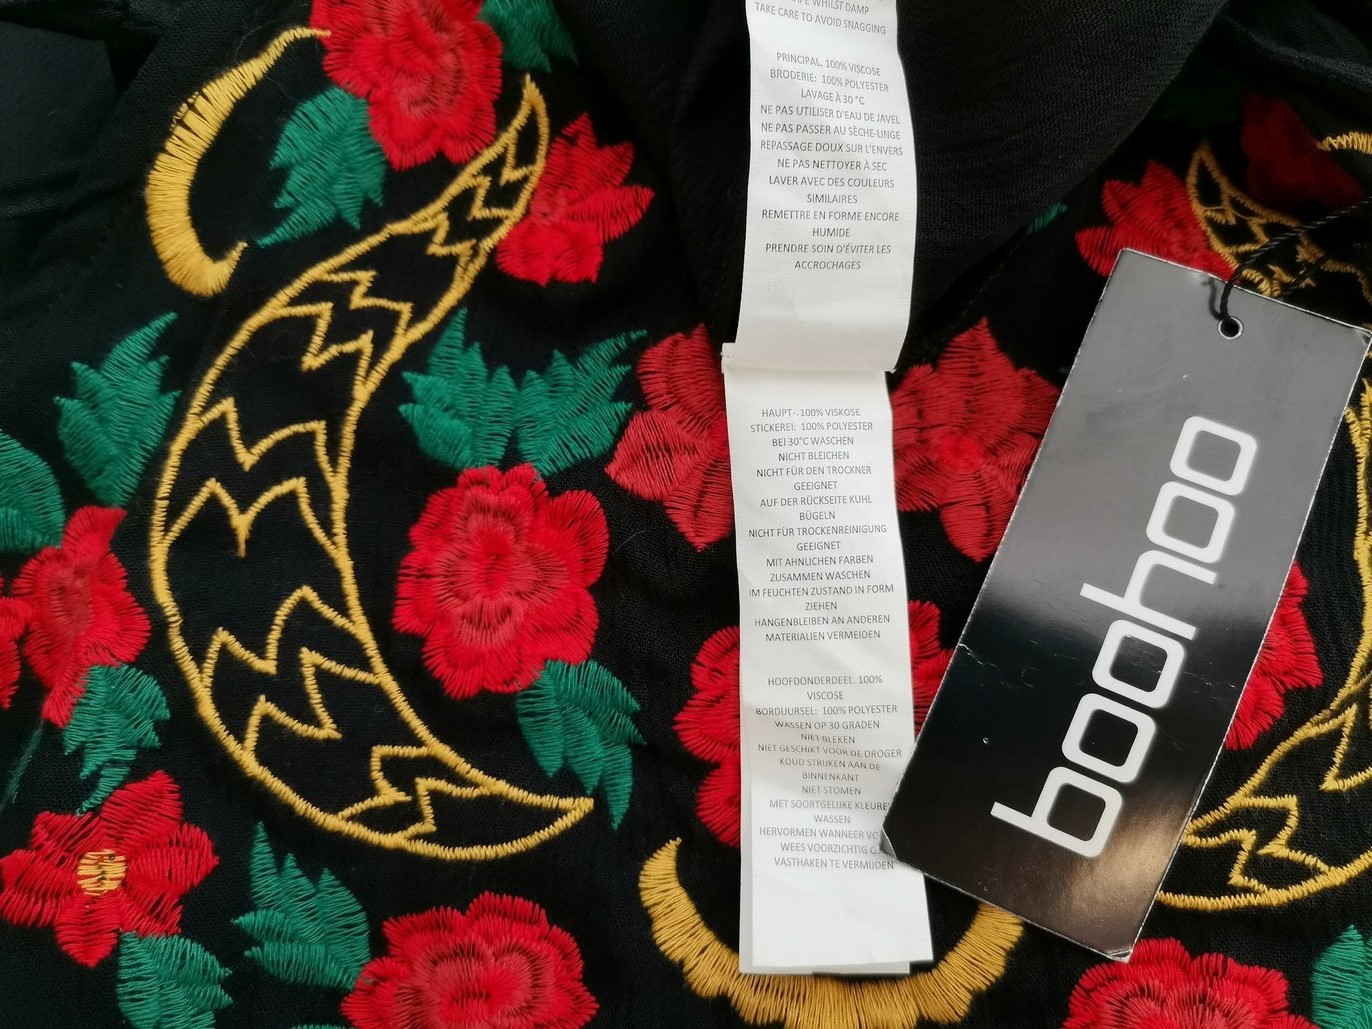 WHILST DAMP
TAKE CARE TO AVOID SNAGGING
PRINCIPAL. 100% VISCOSE
BRODERIE: 100% POLYESTER
LAVAGE À 30 °C
NE PAS UTILISER D'EAU DE JAVEL
NE PAS PASSER AU SÈCHE-LINGE
REPASSAGE DOUX SUR L'ENVERS
NE PAS NETTOYER À SEC
LAVER AVEC DES COULEURS
SIMILAIRES
REMETTRE EN FORME ENCORE
HUMIDE
PRENDRE SOIN D'ÉVITER LES
ACCROCHAGES
HAUPT-. 100% VISKOSE
STICKEREI: 100% POLYESTER
BEI 30°C WASCHEN
NICHT BLEICHEN
NICHT FÜR DEN TROCKNER
GEEIGNET
AUF DER RÜCKSEITE KUHL
BÜGELN
NICHT FÜR TROCKENREINIGUNG
GEEIGNET
MIT AHNLICHEN FARBEN
ZUSAMMEN WASCHEN
IM FEUCHTEN ZUSTAND IN FORM
ZIEHEN
HANGENBLEIBEN AN ANDEREN
MATERIALIEN VERMEIDEN
HOOFDONDERDEEL. 100%
VISCOSE
BORDUURSEL: 100% POLYESTER
WASSEN OP 30 GRADEN
NIET BLEKEN
NIET GESCHIKT VOOR DE DROGER
KOUD STRIJKEN AAN DE
BINNENKANT
NIET STOMEN
MET SOORTGELIJKE KLEURE
WASSEN
HERVORMEN WANNEER
WEES VOORZICHTIG
VASTHAKEN TE VERMIJDEN
boohoo